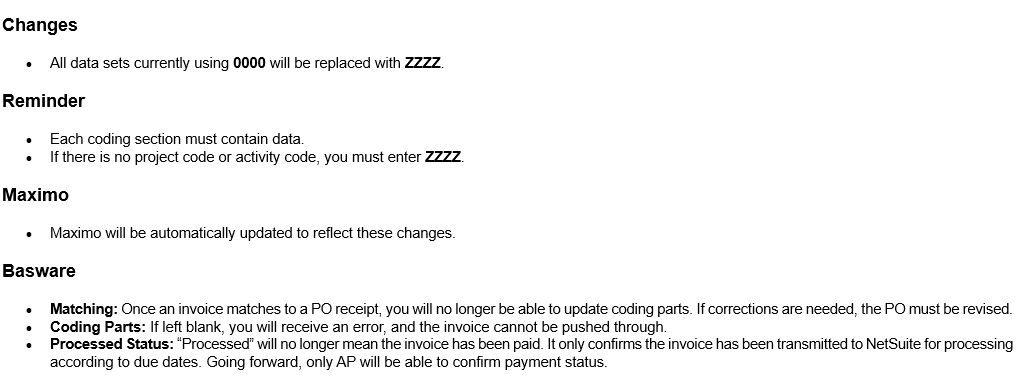 Changes
• All data sets currently using 0000 will be replaced with ZZZZ.
Reminder
• Each coding section must contain data.
• If there is no project code or activity code, you must enter ZZZZ.
Maximo
• Maximo will be automatically updated to reflect these changes.
Basware
• Matching: Once an invoice matches to a PO receipt, you will no longer be able to update coding parts. If corrections are needed, the PO must be revised.
• Coding Parts: If left blank, you will receive an error, and the invoice cannot be pushed through.
• Processed Status: “Processed” will no longer mean the invoice has been paid. It only confirms the invoice has been transmitted to NetSuite for processing
according to due dates. Going forward, only AP will be able to confirm payment status.